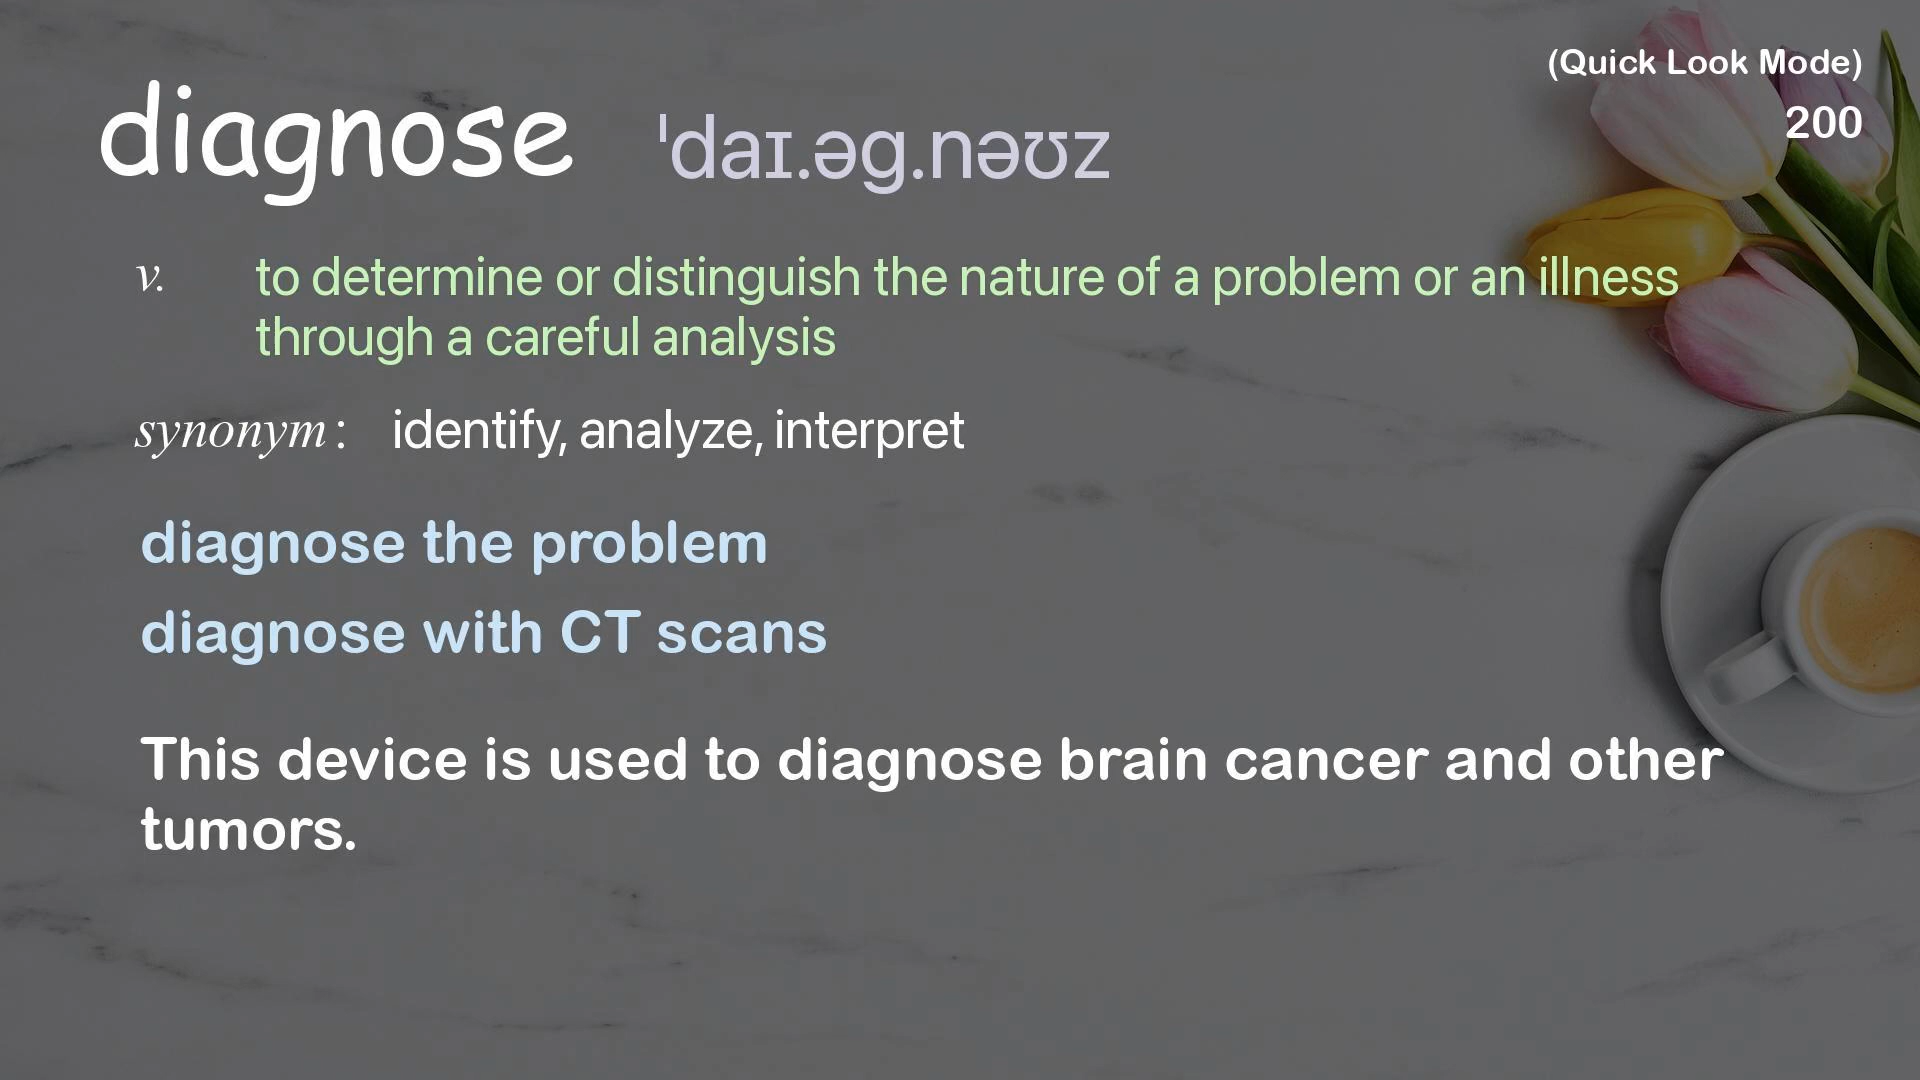 (Quick Look Mode)
200
diagnose ˈdaɪ.əg.nəʊz
v. to determine or distinguish the nature of a problem or an illness
through a careful analysis
synonym: identify, analyze, interpret
diagnose the problem
diagnose with CT scans
This device is used to diagnose brain cancer and other
tumors.